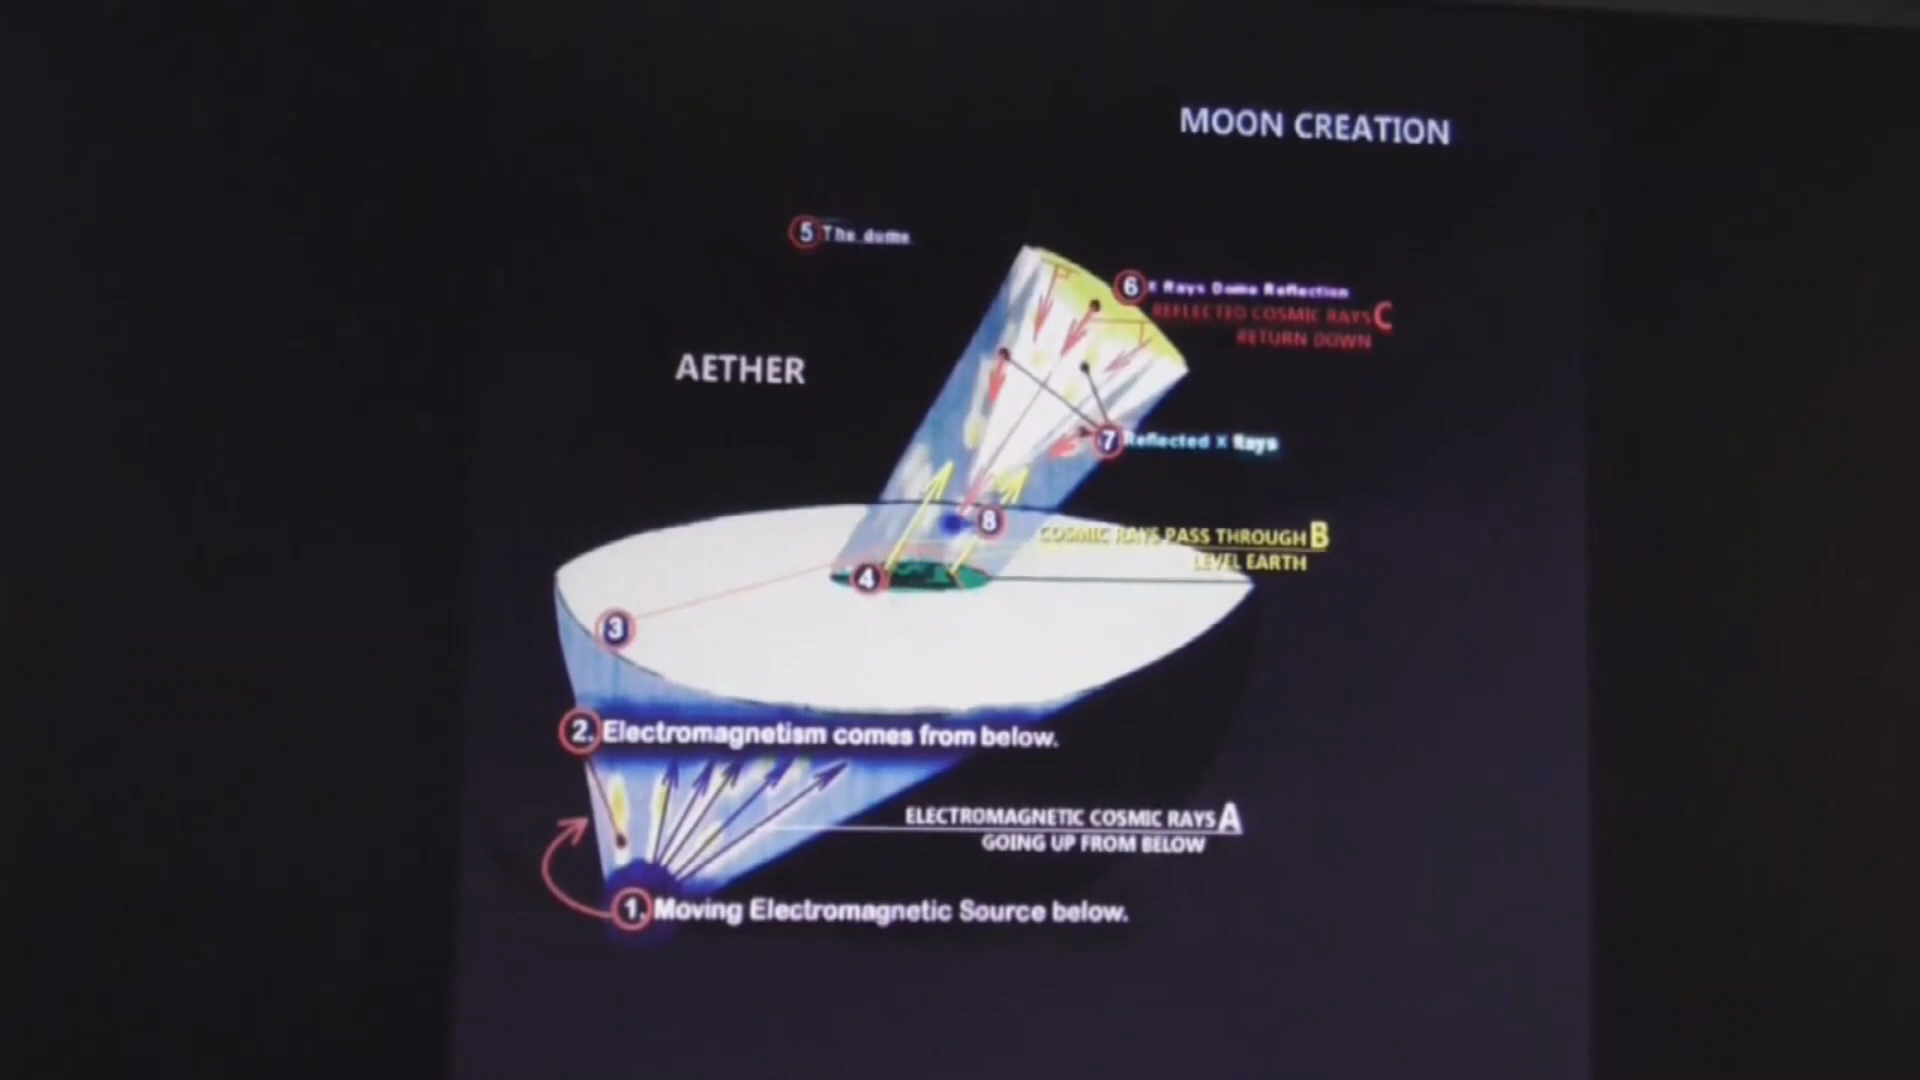 MOON CREATION
5 The dome
6 X Rays Dome Reflection
REFLECTED COSMIC RAYS C
RETURN DOWN
AETHER
7 Reflected X Rays
8
COSMIC RAYS PASS THROUGH B
LEVEL EARTH
4
3
2. Electromagnetism comes from below.
ELECTROMAGNETIC COSMIC RAYS A
GOING UP FROM BELOW
1. Moving Electromagnetic Source below.